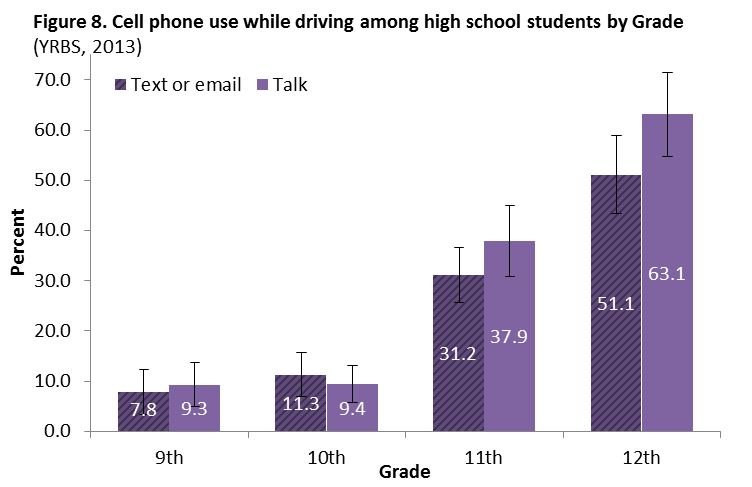 Figure 8. Cell phone use while driving among high school students by Grade
(YRBS, 2013)
70.0
Text or email
Talk
60.0
50.0
40.0
30.0
20.0
10.0
0.0
Percent
7.8
9.3
11.3
9.4
31.2
37.9
51.1
63.1
9th
10th
11th
12th
Grade